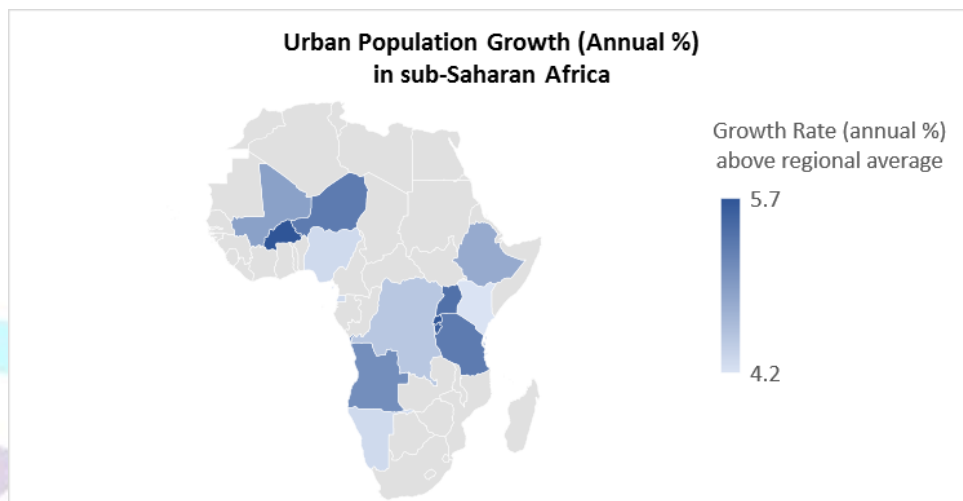 Urban Population Growth (Annual %)
in sub-Saharan Africa
Growth Rate (annual %)
above regional average
5.7
4.2